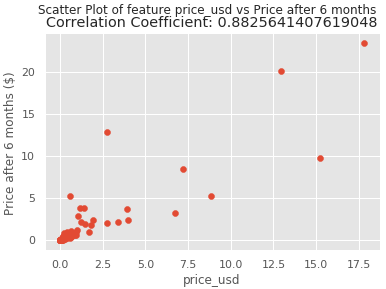 Scatter Plot of feature price_usd vs Price after 6 months
Correlation Coefficient: 0.8825641407619048
Price after 6 months ($)
20
15
10
5
0
0.0 2.5 5.0 7.5 10.0 12.5 15.0 17.5
price_usd